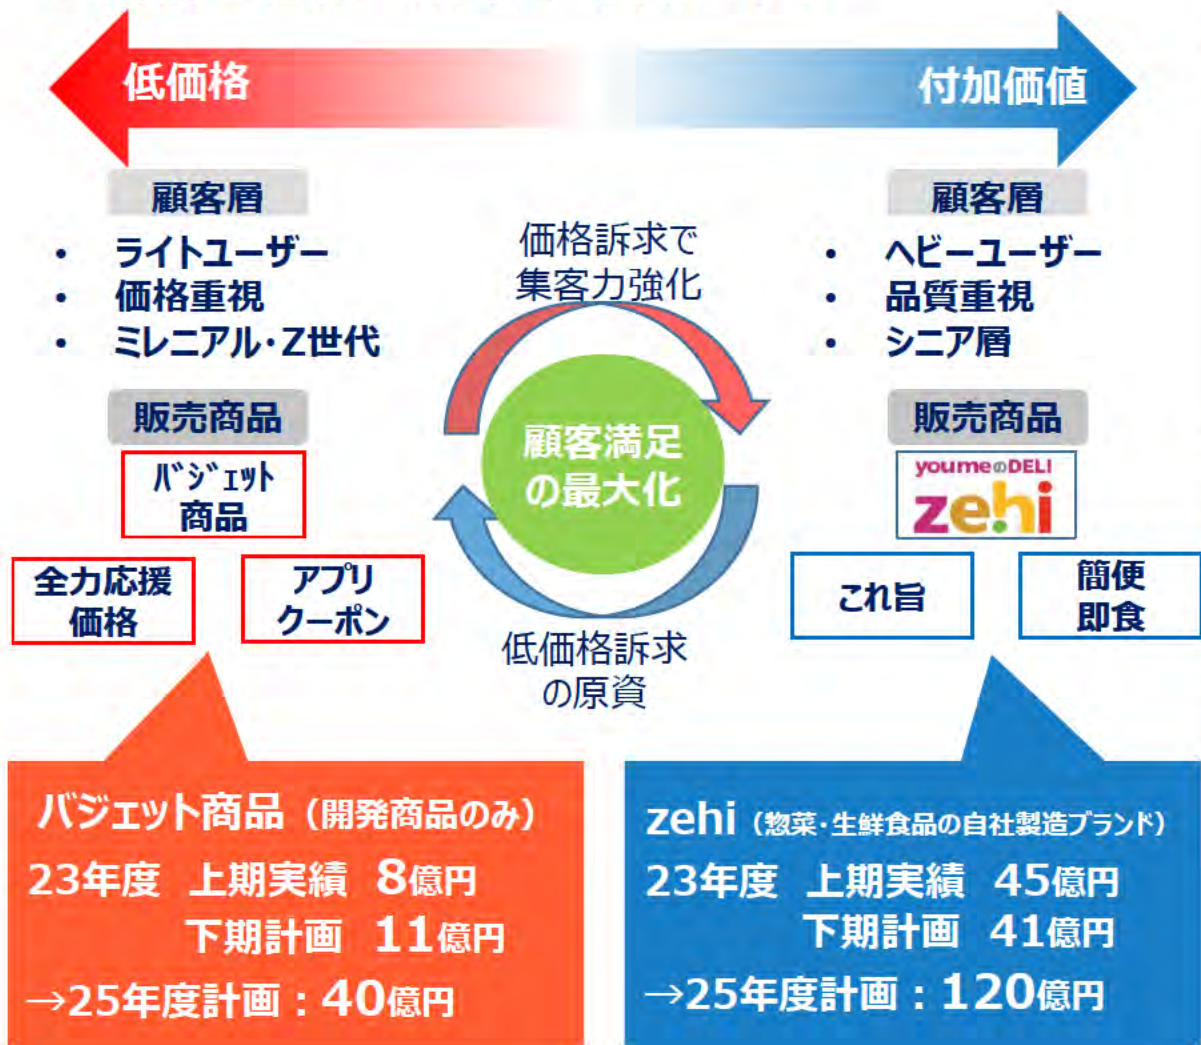 低価格
付加価値
顧客層
• ライトユーザー
• 価格重視
• ミレニアル・Z世代
販売商品
バジェット
商品
全力応援
価格
アプリ
クーポン
価格訴求で
集客力強化
顧客満足
の最大化
低価格訴求
の原資
顧客層
• ヘビーユーザー
• 品質重視
• シニア層
販売商品
youmeのDELI
zehi
これ旨
簡便
即食
バジェット商品（開発商品のみ）
23年度 上期実績 8億円
下期計画 11億円
→25年度計画：40億円
zehi（惣菜・生鮮食品の自社製造ブランド）
23年度 上期実績 45億円
下期計画 41億円
→25年度計画：120億円